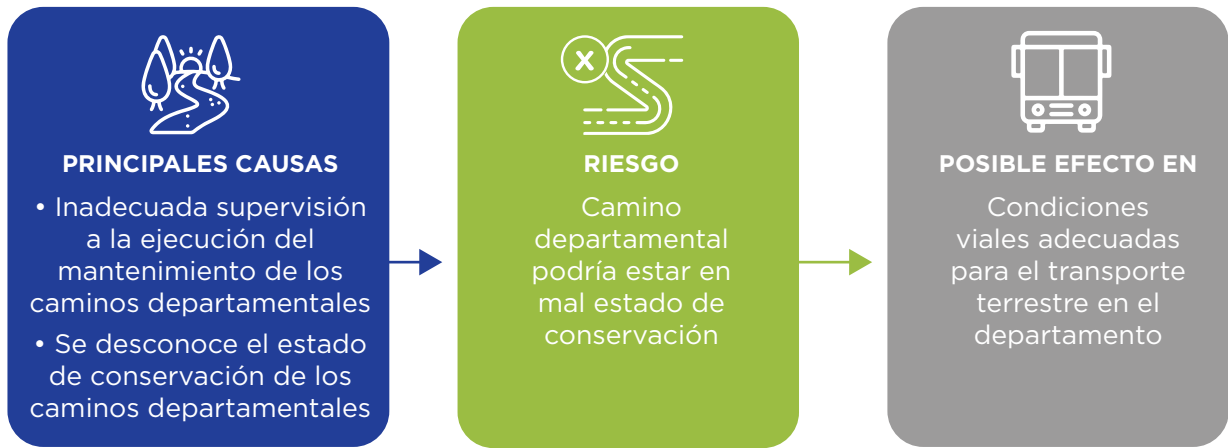 PRINCIPALES CAUSAS
• Inadecuada supervisión
a la ejecución del
mantenimiento de los
caminos departamentales
• Se desconoce el estado
de conservación de los
caminos departamentales
X
RIESGO
Camino
departamental
podría estar en
mal estado de
conservación
POSIBLE EFECTO EN
Condiciones
viales adecuadas
para el transporte
terrestre en el
departamento